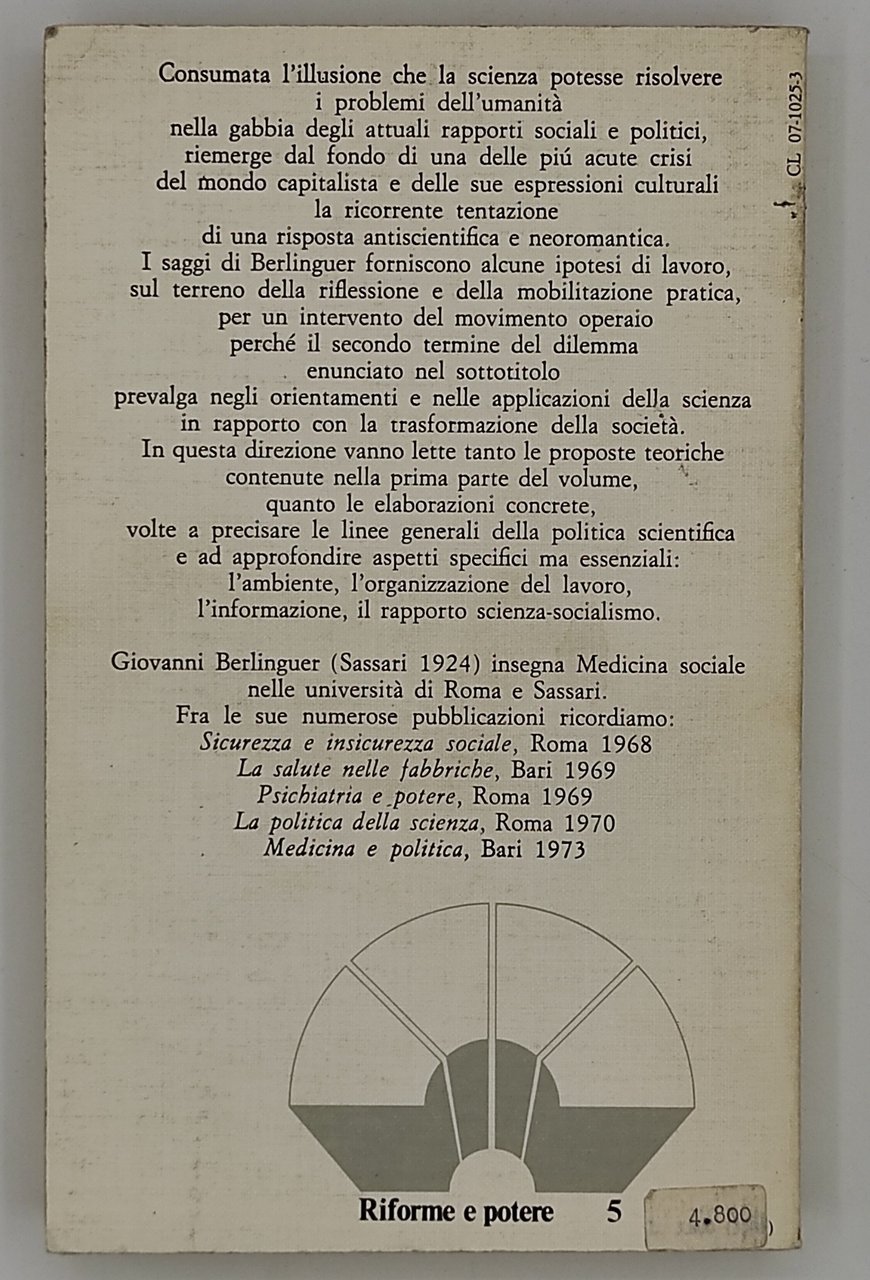 Consumata l'illusione che la scienza potesse risolvere
i problemi dell'umanità
nella gabbia degli attuali rapporti sociali e politici,
riemerge dal fondo di una delle piú acute crisi
del mondo capitalista e delle sue espressioni culturali
la ricorrente tentazione
di una risposta antiscientifica e neoromantica.
I saggi di Berlinguer forniscono alcune ipotesi di lavoro,
sul terreno della riflessione e della mobilitazione pratica,
per un intervento del movimento operaio
perché il secondo termine del dilemma
enunciato nel sottotitolo
prevalga negli orientamenti e nelle applicazioni della scienza
in rapporto con la trasformazione della società.
In questa direzione vanno lette tanto le proposte teoriche
contenute nella prima parte del volume,
quanto le elaborazioni concrete,
volte a precisare le linee generali della politica scientifica
e ad approfondire aspetti specifici ma essenziali:
l'ambiente, l'organizzazione del lavoro,
l'informazione, il rapporto scienza-socialismo.
Giovanni Berlinguer (Sassari 1924) insegna Medicina sociale
nelle università di Roma e Sassari.
Fra le sue numerose pubblicazioni ricordiamo:
Sicurezza e insicurezza sociale, Roma 1968
La salute nelle fabbriche, Bari 1969
Psichiatria e potere, Roma 1969
La politica della scienza, Roma 1970
Medicina e politica, Bari 1973
CL 07-1025-3
Riforme e potere 5
4.800